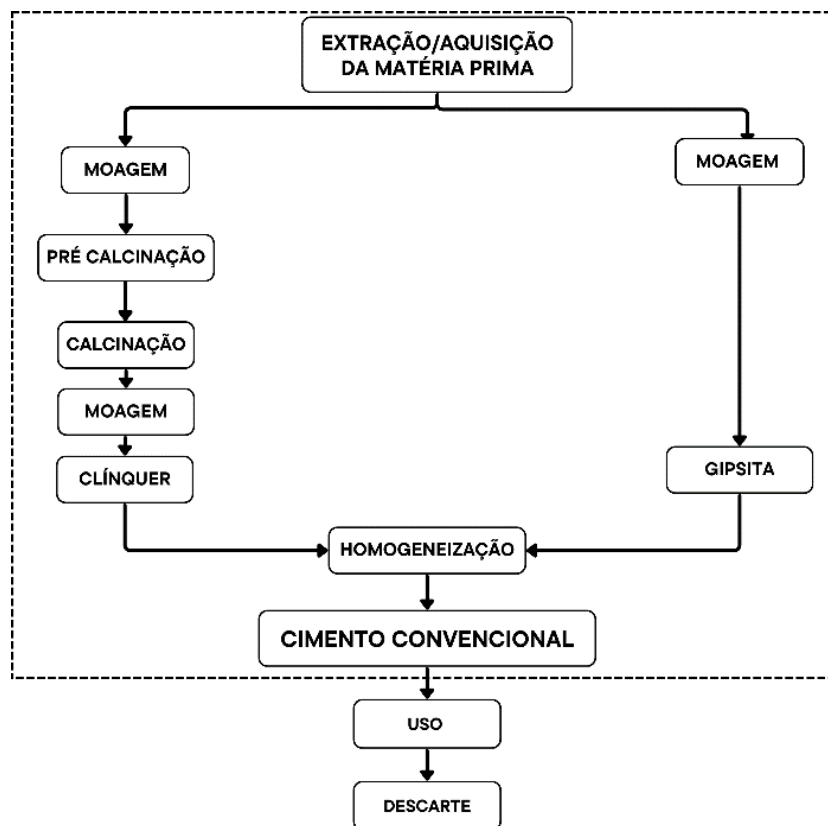 EXTRAÇÃO/AQUISIÇÃO
DA MATÉRIA PRIMA
MOAGEM
MOAGEM
PRÉ CALCINAÇÃO
CALCINAÇÃO
MOAGEM
CLÍNQUER
GIPSITA
HOMOGENEIZAÇÃO
CIMENTO CONVENCIONAL
USO
DESCARTE